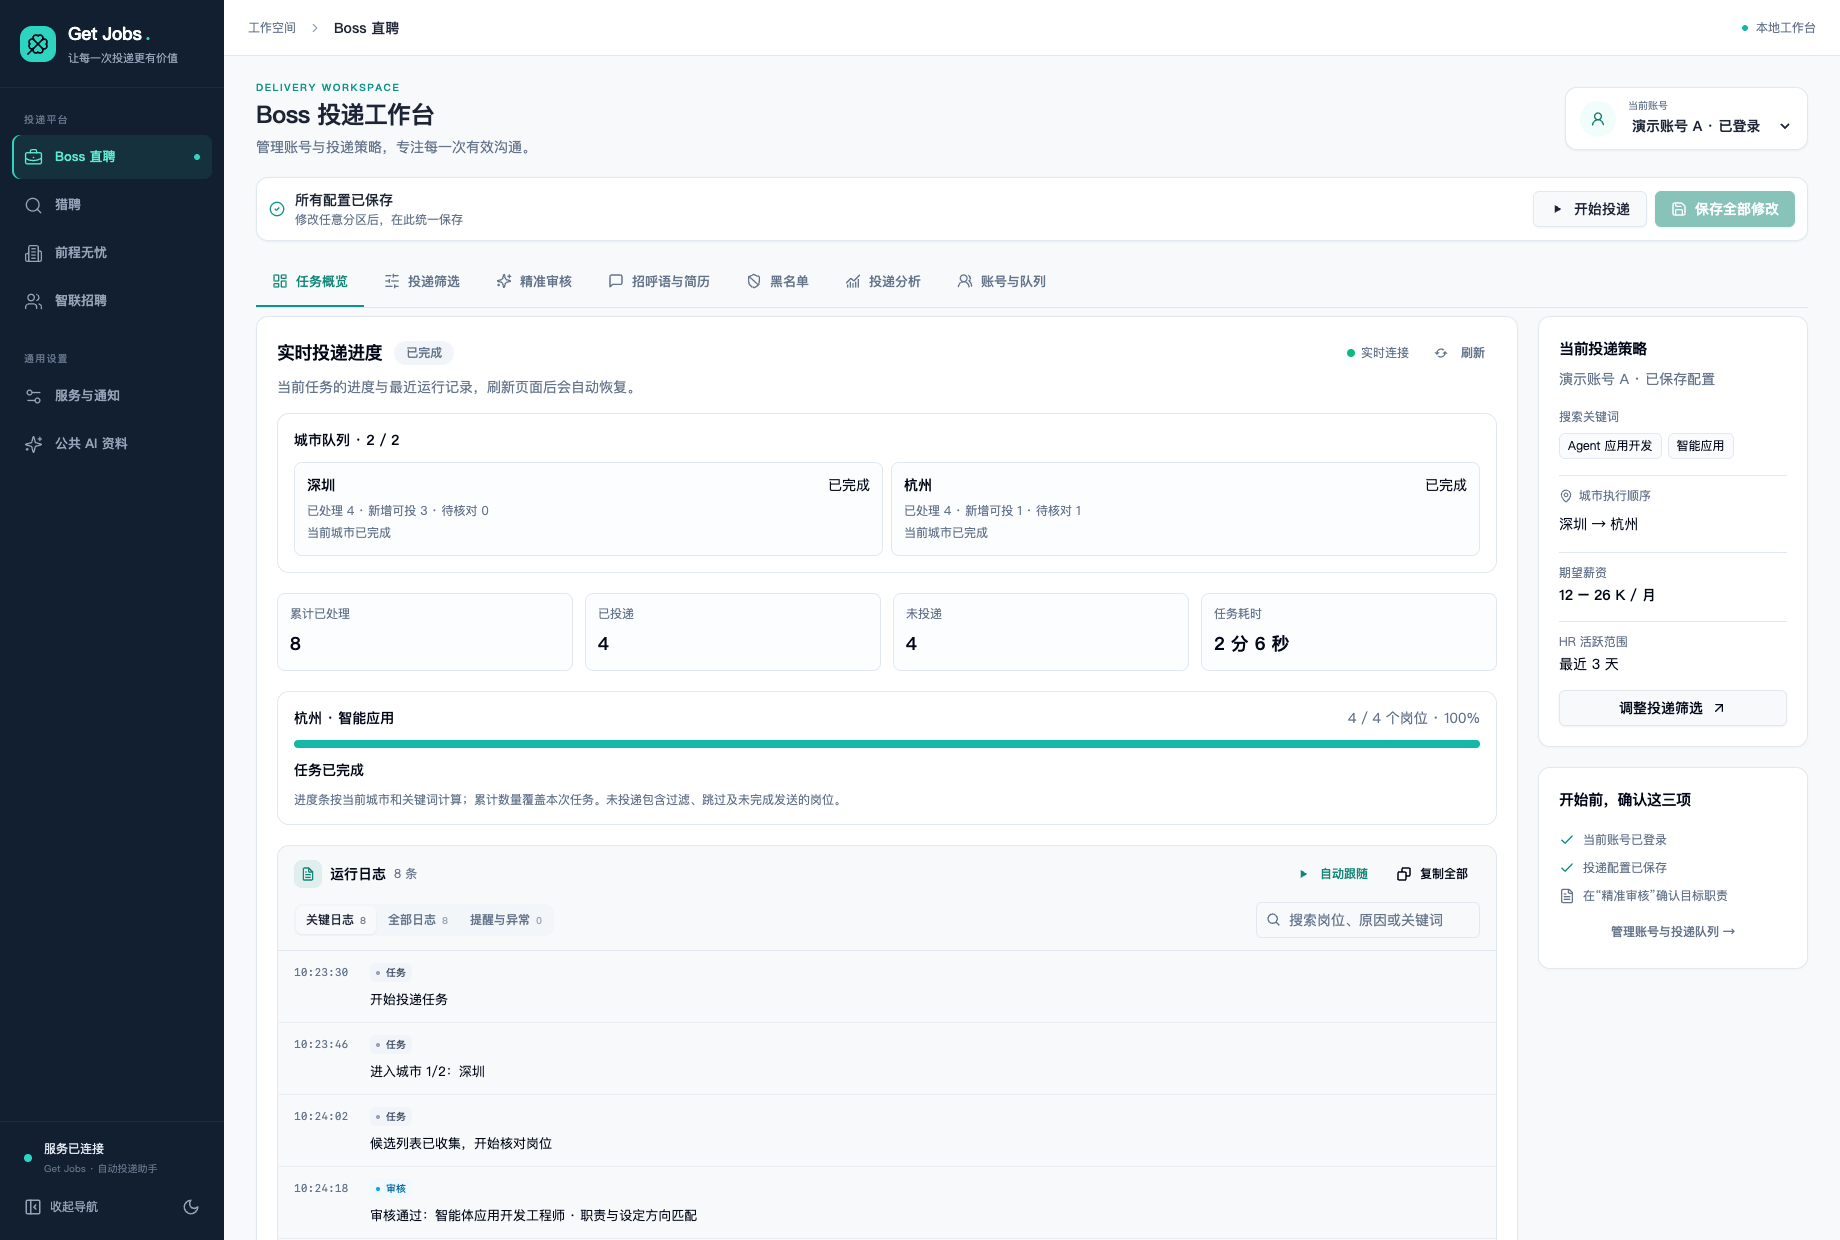 Get Jobs.
让每一次投递更有价值
投递平台
Boss 直聘
猎聘
前程无忧
智联招聘
通用设置
服务与通知
公共 AI 资料
服务已连接
Get Jobs · 自动投递助手
收起导航
工作空间 > Boss 直聘
本地工作台
DELIVERY WORKSPACE
Boss 投递工作台
管理账号与投递策略，专注每一次有效沟通。
当前账号
演示账号 A · 已登录
所有配置已保存
修改任意分区后，在此统一保存
开始投递
保存全部修改
任务概览 投递筛选 精准审核 招呼语与简历 黑名单 投递分析 账号与队列
实时投递进度 已完成
实时连接 刷新
当前任务的进度与最近运行记录，刷新页面后会自动恢复。
城市队列 · 2 / 2
深圳 已完成
已处理 4 · 新增可投 3 · 待核对 0
当前城市已完成
杭州 已完成
已处理 4 · 新增可投 1 · 待核对 1
当前城市已完成
累计已处理
8
已投递
4
未投递
4
任务耗时
2 分 6 秒
杭州 · 智能应用 4 / 4 个岗位 · 100%
任务已完成
进度条按当前城市和关键词计算；累计数量覆盖本次任务。未投递包含过滤、跳过及未完成发送的岗位。
运行日志 8 条
自动跟随 复制全部
关键日志 8 全部日志 8 提醒与异常 0
搜索岗位、原因或关键词
10:23:30 任务
开始投递任务
10:23:46 任务
进入城市 1/2：深圳
10:24:02 任务
候选列表已收集，开始核对岗位
10:24:18 审核
审核通过：智能体应用开发工程师 · 职责与设定方向匹配
当前投递策略
演示账号 A · 已保存配置
搜索关键词
Agent 应用开发 智能应用
城市执行顺序
深圳 → 杭州
期望薪资
12 – 26 K / 月
HR 活跃范围
最近 3 天
调整投递筛选
开始前，确认这三项
当前账号已登录
投递配置已保存
在“精准审核”确认目标职责
管理账号与投递队列 →